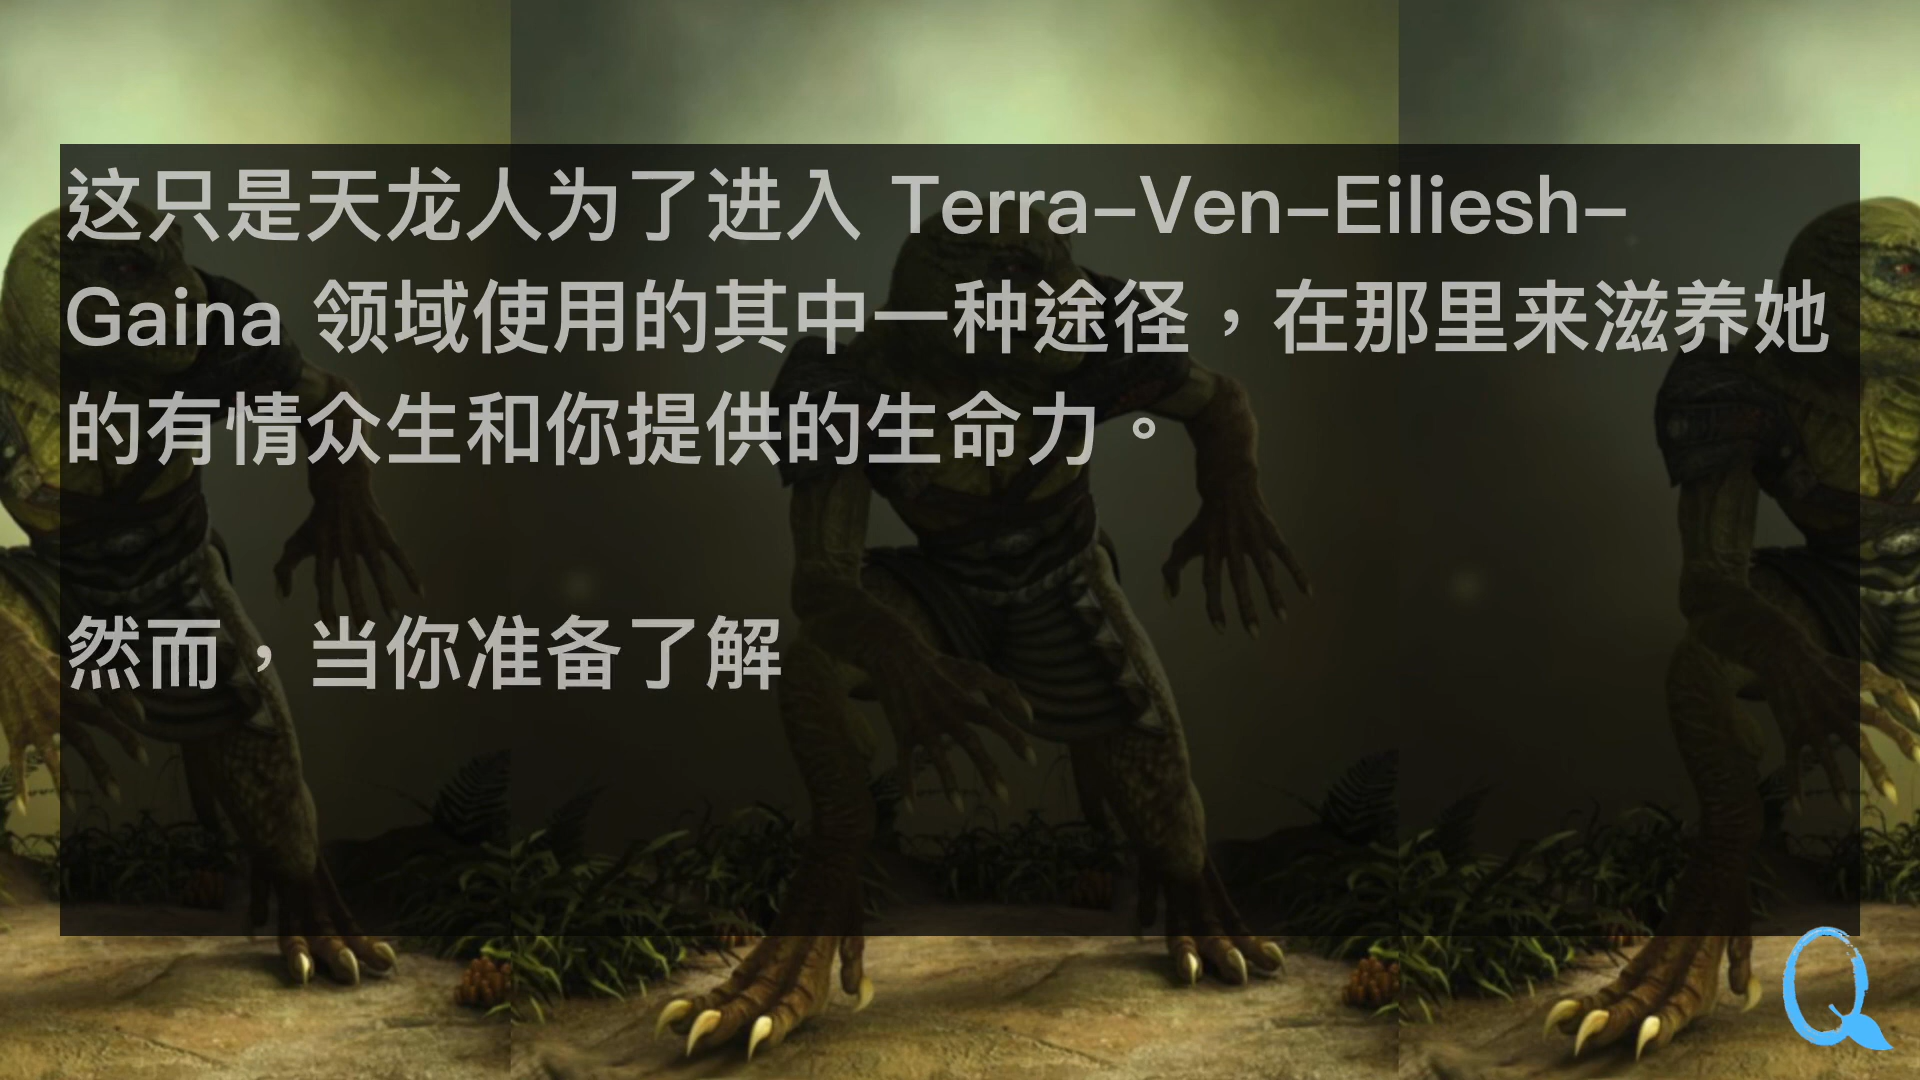 这只是天龙人为了进入 Terra–Ven–Eiliesh–
Gaina 领域使用的其中一种途径，在那里来滋养她
的有情众生和你提供的生命力。
然而，当你准备了解
Q